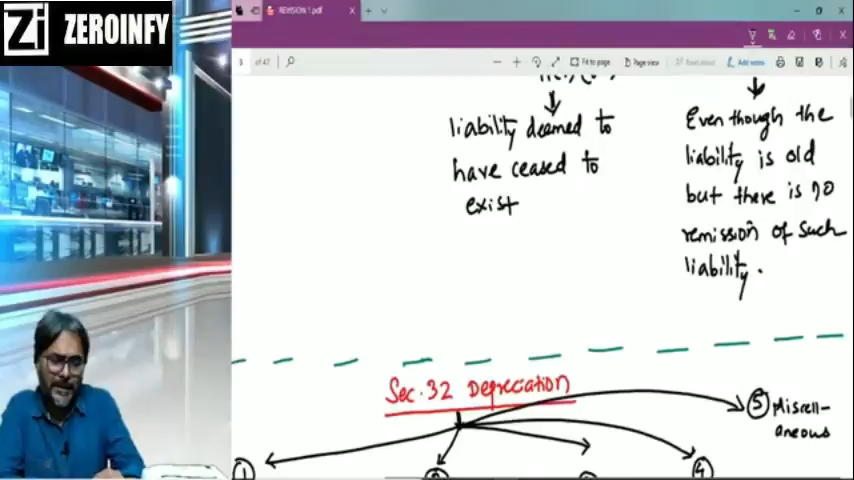 Zi ZEROINFY
REVISION 1.pdf
3 of 47
Fit to page
Page view
Add notes
liability deemed to
have ceased to
exist
Even though the
liability is old
but there is no
remission of such
liability.
Sec. 32 Depreciation
5 Miscell-
aneous
1
4